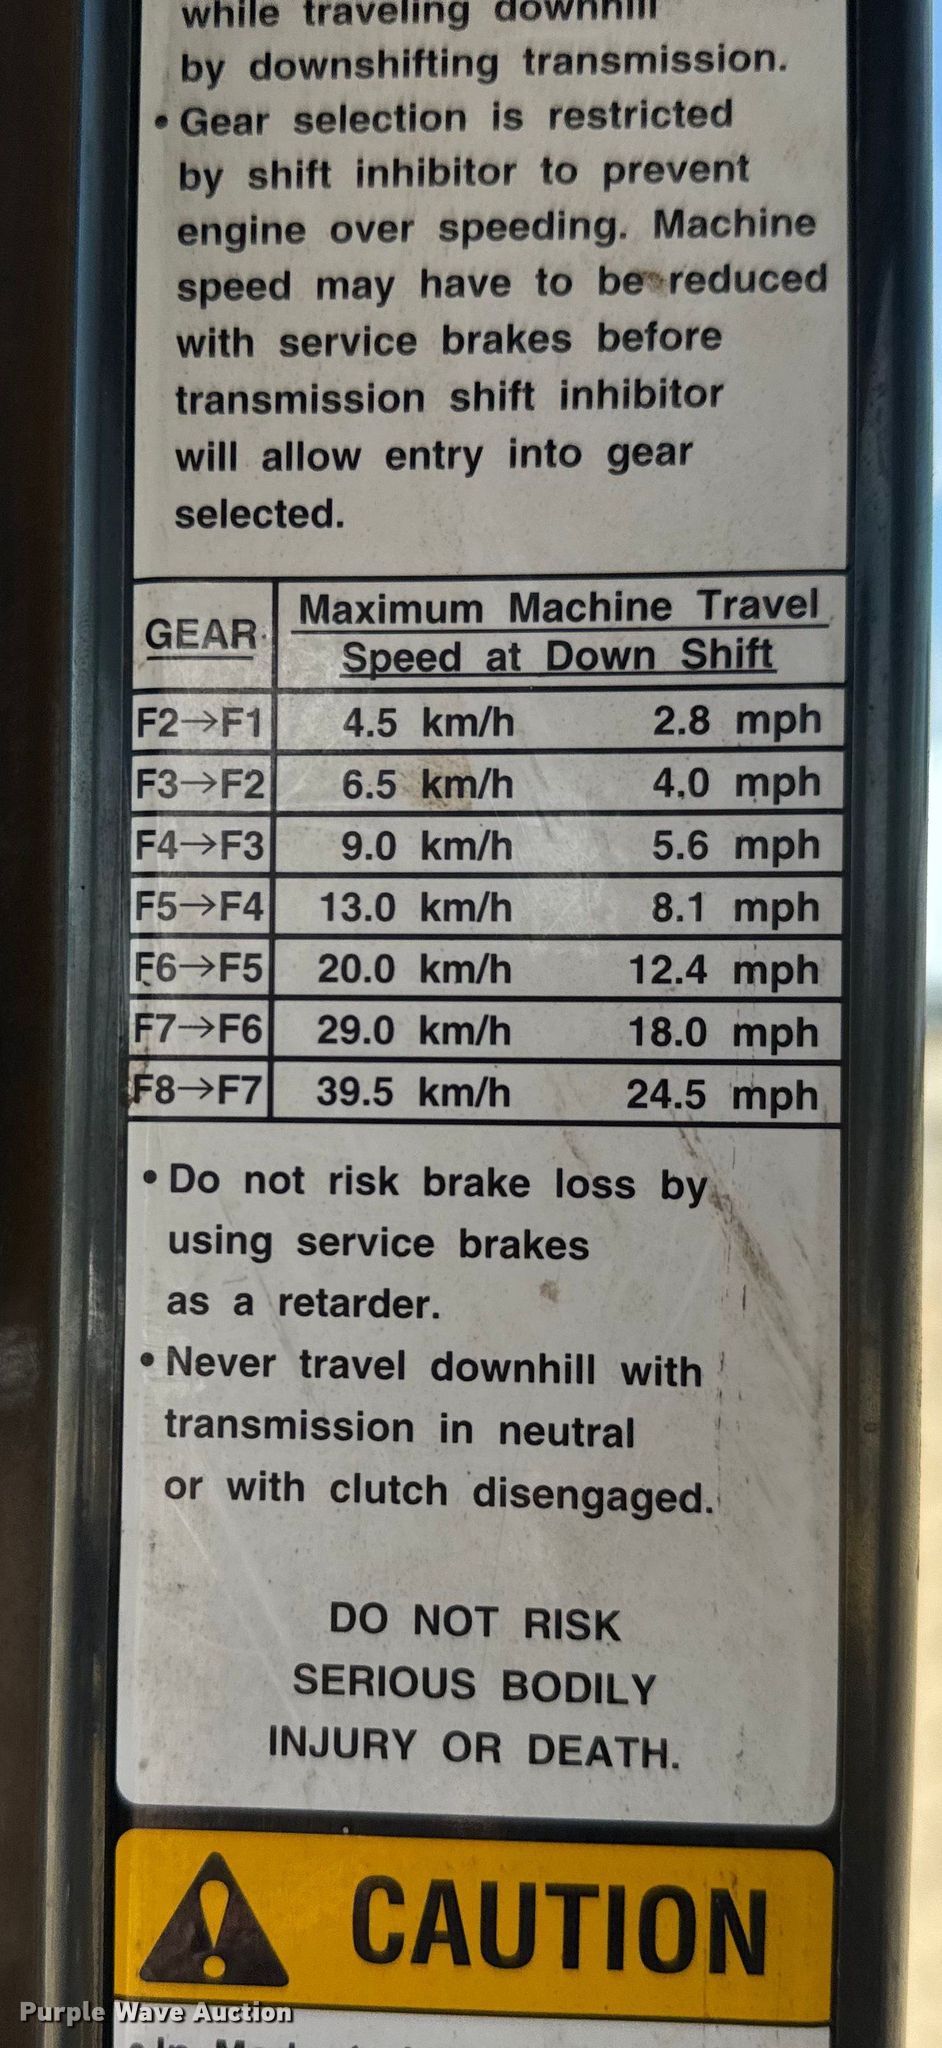 while traveling downhill
by downshifting transmission.
• Gear selection is restricted
by shift inhibitor to prevent
engine over speeding. Machine
speed may have to be reduced
with service brakes before
transmission shift inhibitor
will allow entry into gear
selected.
GEAR Maximum Machine Travel
Speed at Down Shift
F2→F1 4.5 km/h 2.8 mph
F3→F2 6.5 km/h 4.0 mph
F4→F3 9.0 km/h 5.6 mph
F5→F4 13.0 km/h 8.1 mph
F6→F5 20.0 km/h 12.4 mph
F7→F6 29.0 km/h 18.0 mph
F8→F7 39.5 km/h 24.5 mph
• Do not risk brake loss by
using service brakes
as a retarder.
• Never travel downhill with
transmission in neutral
or with clutch disengaged.
DO NOT RISK
SERIOUS BODILY
INJURY OR DEATH.
CAUTION
Purple Wave Auction